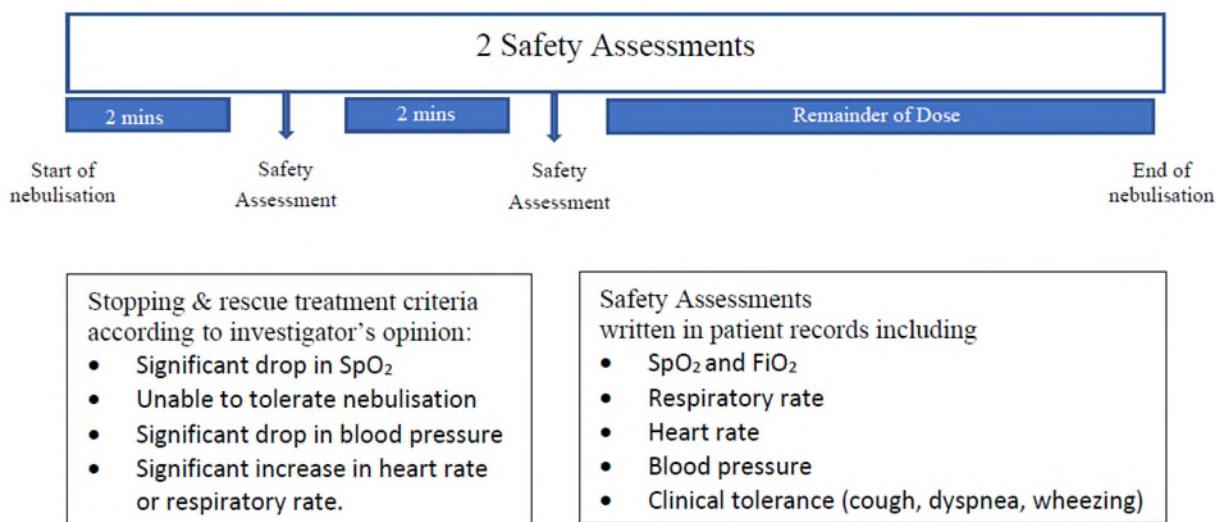 2 Safety Assessments
2 mins
2 mins
Remainder of Dose
Start of
nebulisation
Safety
Assessment
Safety
Assessment
End of
nebulisation
Stopping & rescue treatment criteria
according to investigator’s opinion:
• Significant drop in SpO₂
• Unable to tolerate nebulisation
• Significant drop in blood pressure
• Significant increase in heart rate
or respiratory rate.
Safety Assessments
written in patient records including
• SpO₂ and FiO₂
• Respiratory rate
• Heart rate
• Blood pressure
• Clinical tolerance (cough, dyspnea, wheezing)